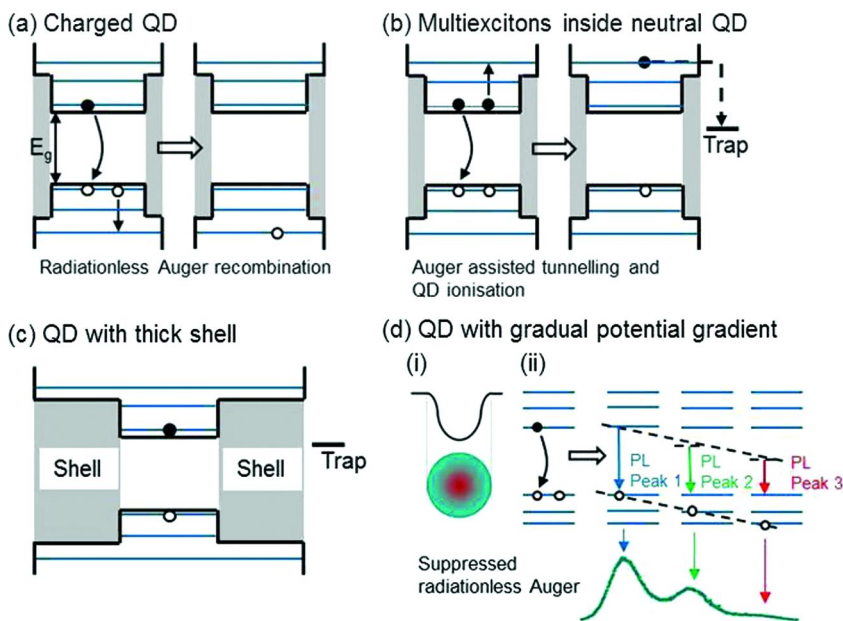 (a) Charged QD
E_g
Radiationless Auger recombination
(b) Multiexcitons inside neutral QD
Trap
Auger assisted tunnelling and
QD ionisation
(c) QD with thick shell
Shell
Shell
Trap
(d) QD with gradual potential gradient
(i)
(ii)
PL
Peak 1
PL
Peak 2
PL
Peak 3
Suppressed
radiationless Auger